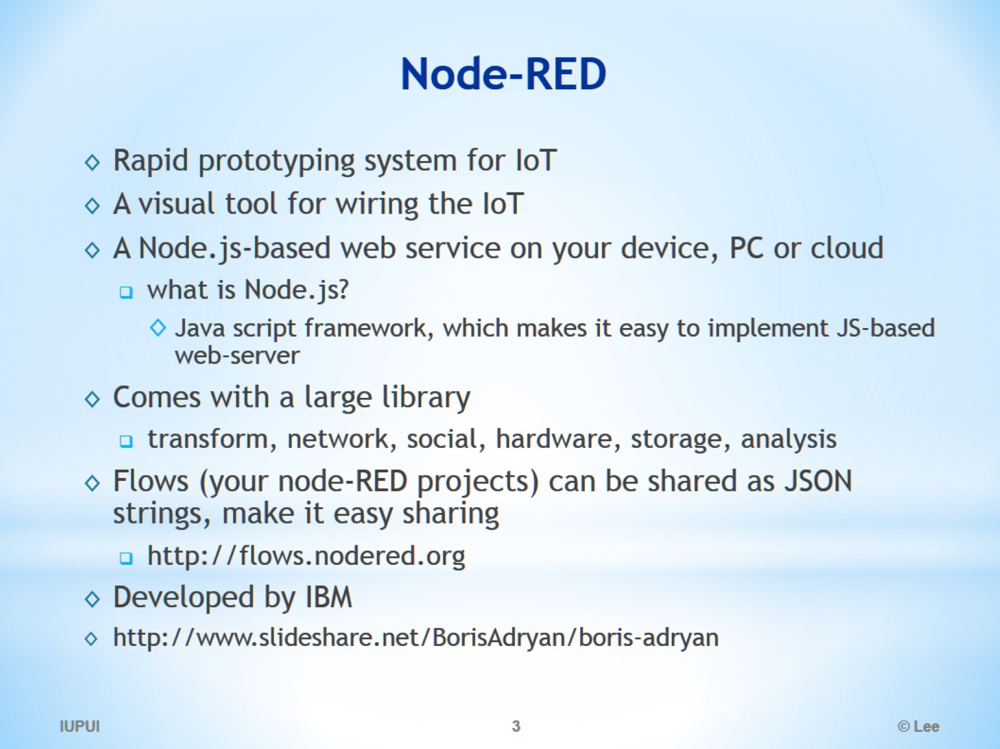 Node-RED
Rapid prototyping system for IoT
A visual tool for wiring the IoT
A Node.js-based web service on your device, PC or cloud
what is Node.js?
Java script framework, which makes it easy to implement JS-based
web-server
Comes with a large library
transform, network, social, hardware, storage, analysis
Flows (your node-RED projects) can be shared as JSON
strings, make it easy sharing
http://flows.nodered.org
Developed by IBM
http://www.slideshare.net/BorisAdryan/boris-adryan
IUPUI 3 © Lee